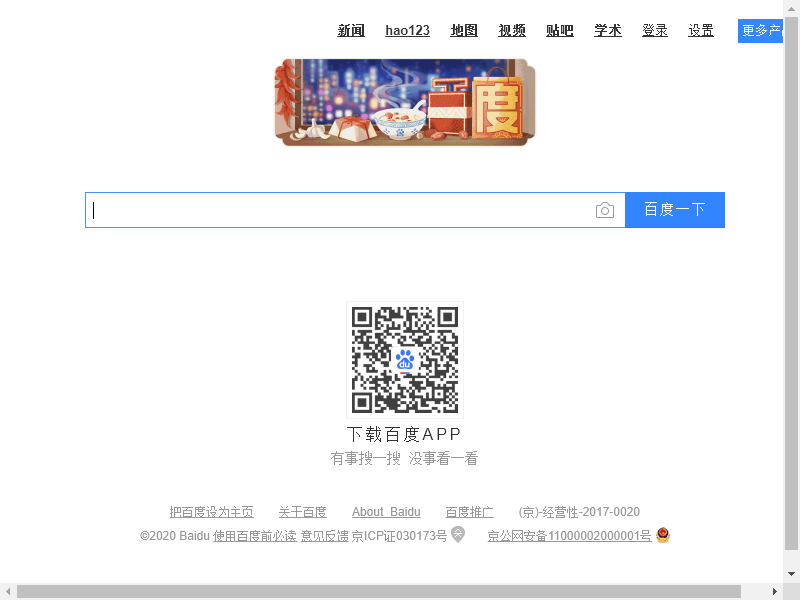 新闻 hao123 地图 视频 贴吧 学术 登录 设置 更多产
百度
百度一下
du
下载百度APP
有事搜一搜 没事看一看
把百度设为主页 关于百度 About Baidu 百度推广 (京)-经营性-2017-0020
©2020 Baidu 使用百度前必读 意见反馈 京ICP证030173号 京公网安备11000002000001号